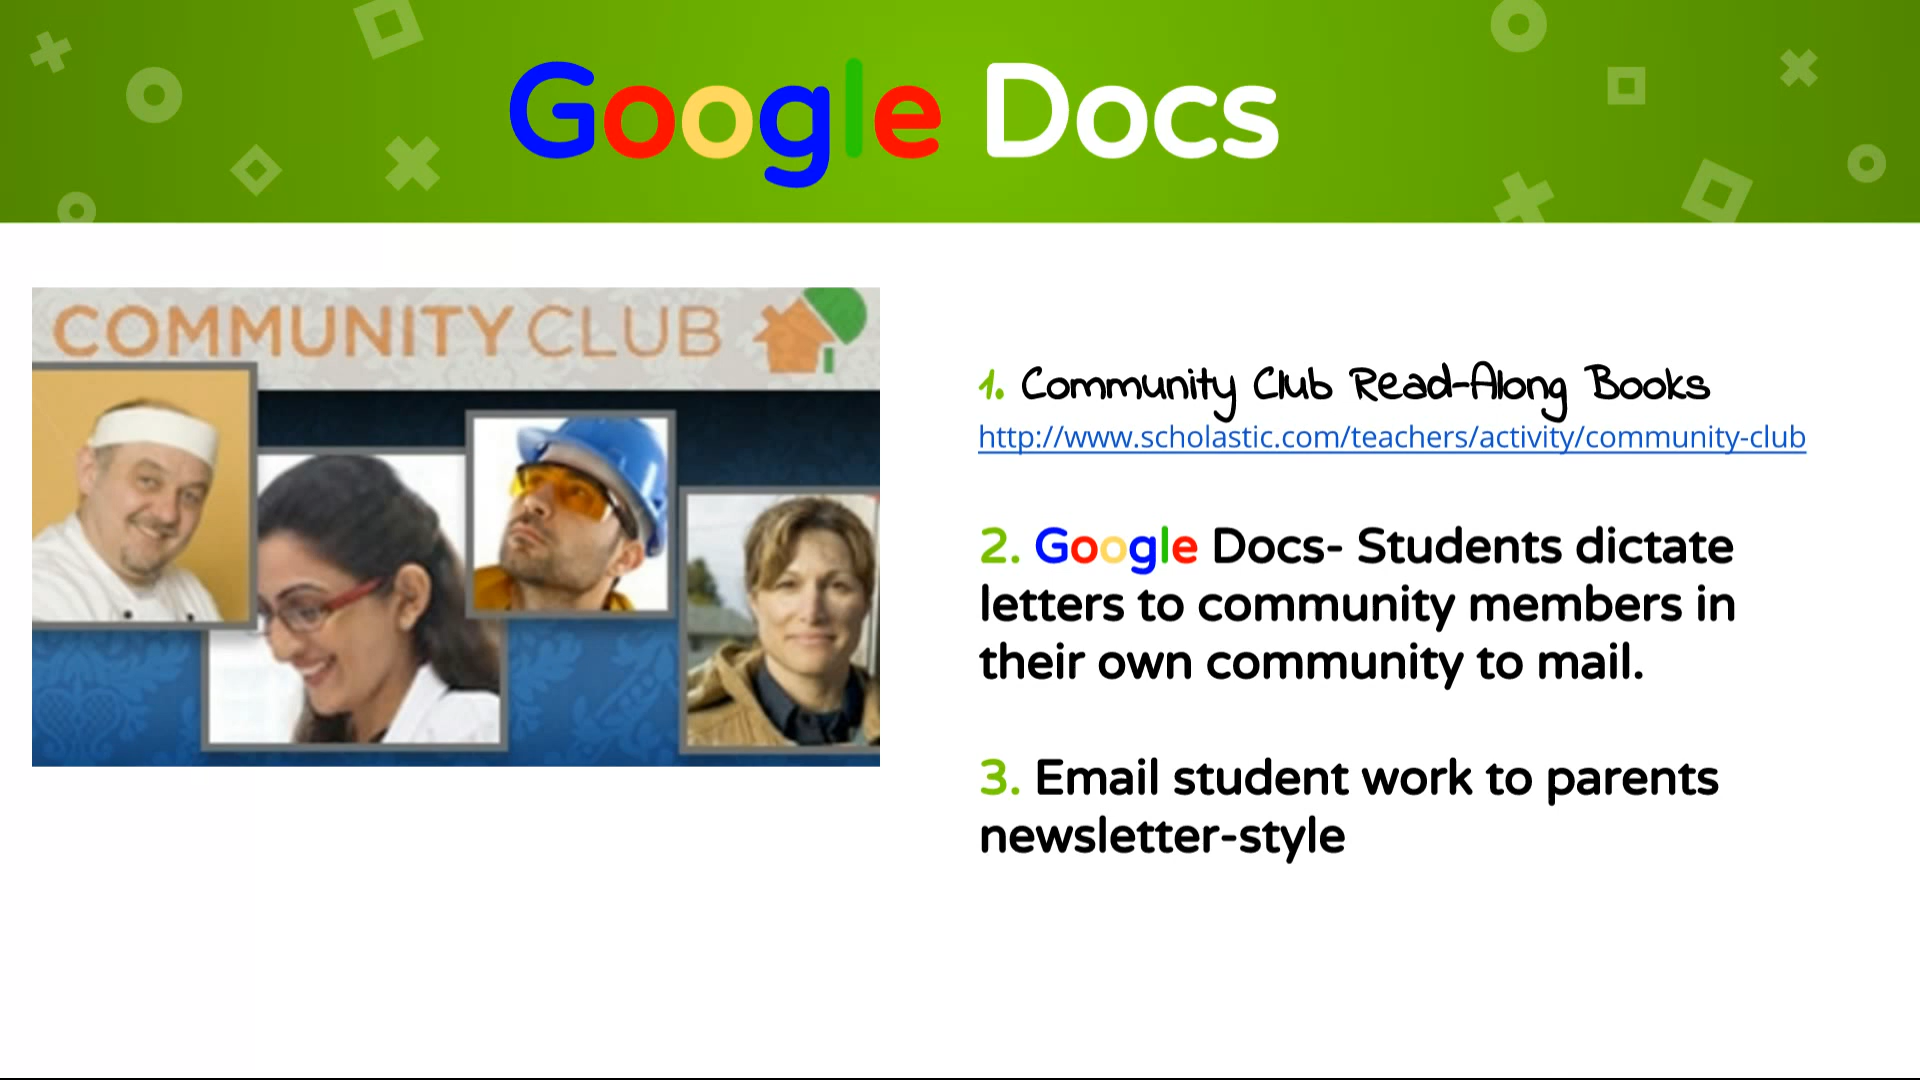 Google Docs
COMMUNITY CLUB
1. Community Club Read-Along Books
http://www.scholastic.com/teachers/activity/community-club
2. Google Docs- Students dictate
letters to community members in
their own community to mail.
3. Email student work to parents
newsletter-style